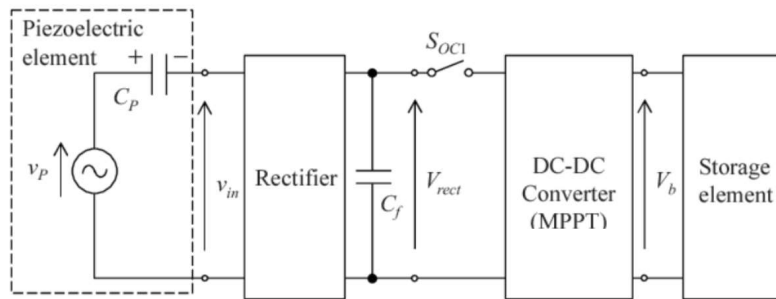 Piezoelectric
element
+ −
C_P
v_P
v_in
Rectifier
C_f
V_rect
S_OC1
DC-DC
Converter
(MPPT)
V_b
Storage
element